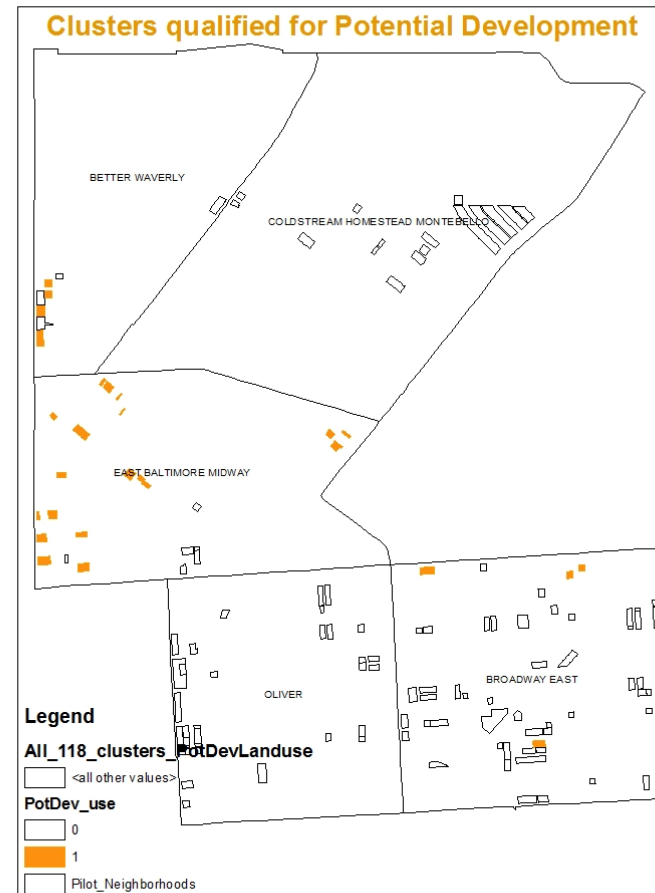 Clusters qualified for Potential Development
BETTER WAVERLY
COLDSTREAM HOMESTEAD MONTEBELLO
EAST BALTIMORE MIDWAY
BROADWAY EAST
OLIVER
Legend
All_118_clusters_PotDevLanduse
<all other values>
PotDev_use
0
1
Pilot_Neighborhoods